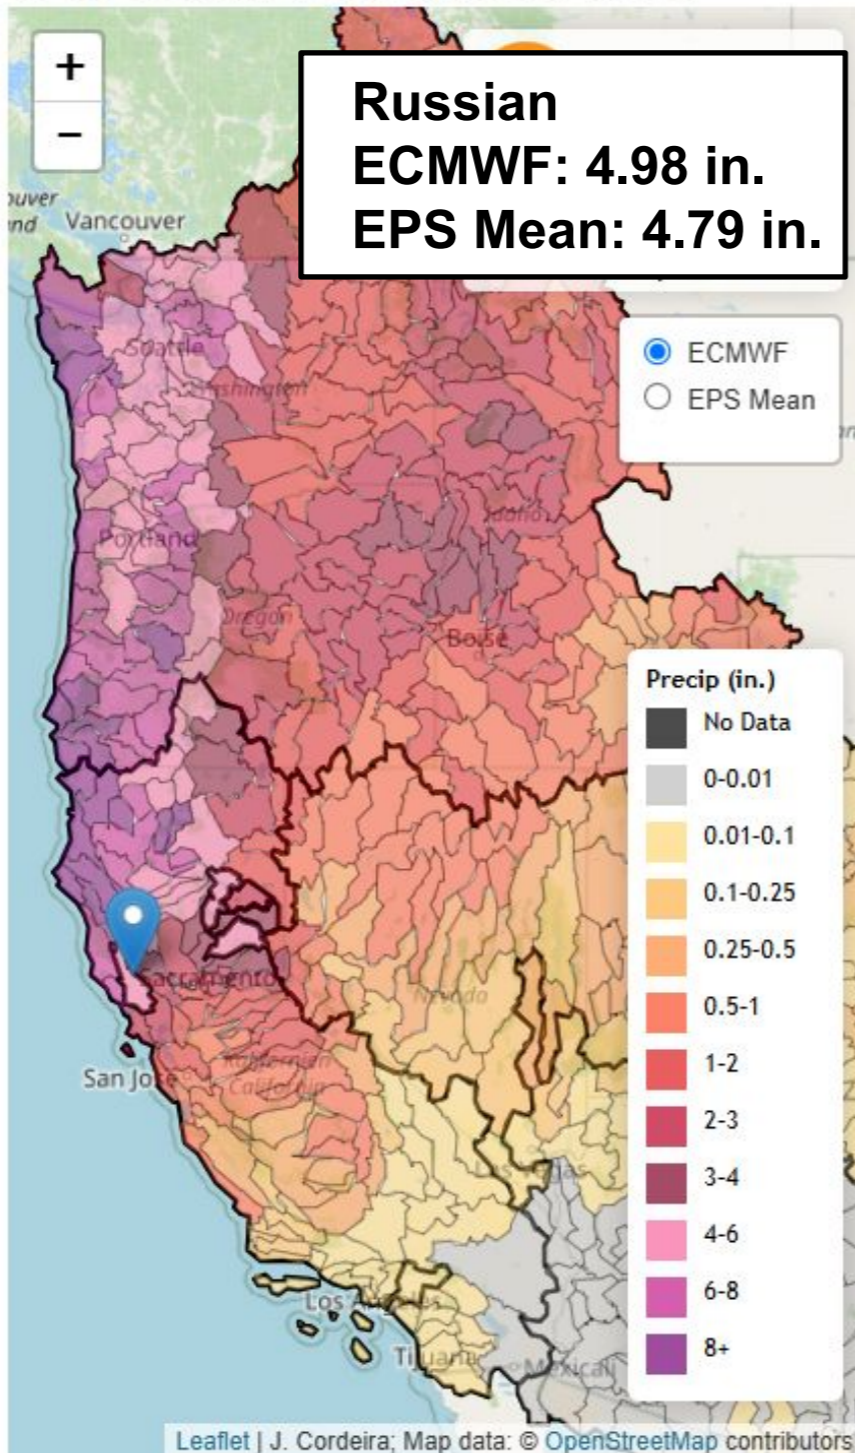 +
−
Russian
ECMWF: 4.98 in.
EPS Mean: 4.79 in.
Vancouver
ECMWF
EPS Mean
Seattle
Washington
Idaho
Portland
Oregon
Boise
Precip (in.)
No Data
0-0.01
0.01-0.1
0.1-0.25
0.25-0.5
0.5-1
1-2
2-3
3-4
4-6
6-8
8+
Sacramento
Nevada
San Jose
California
Las Vegas
Los Angeles
Tijuana
Mexicali
Leaflet | J. Cordeira; Map data: © OpenStreetMap contributors